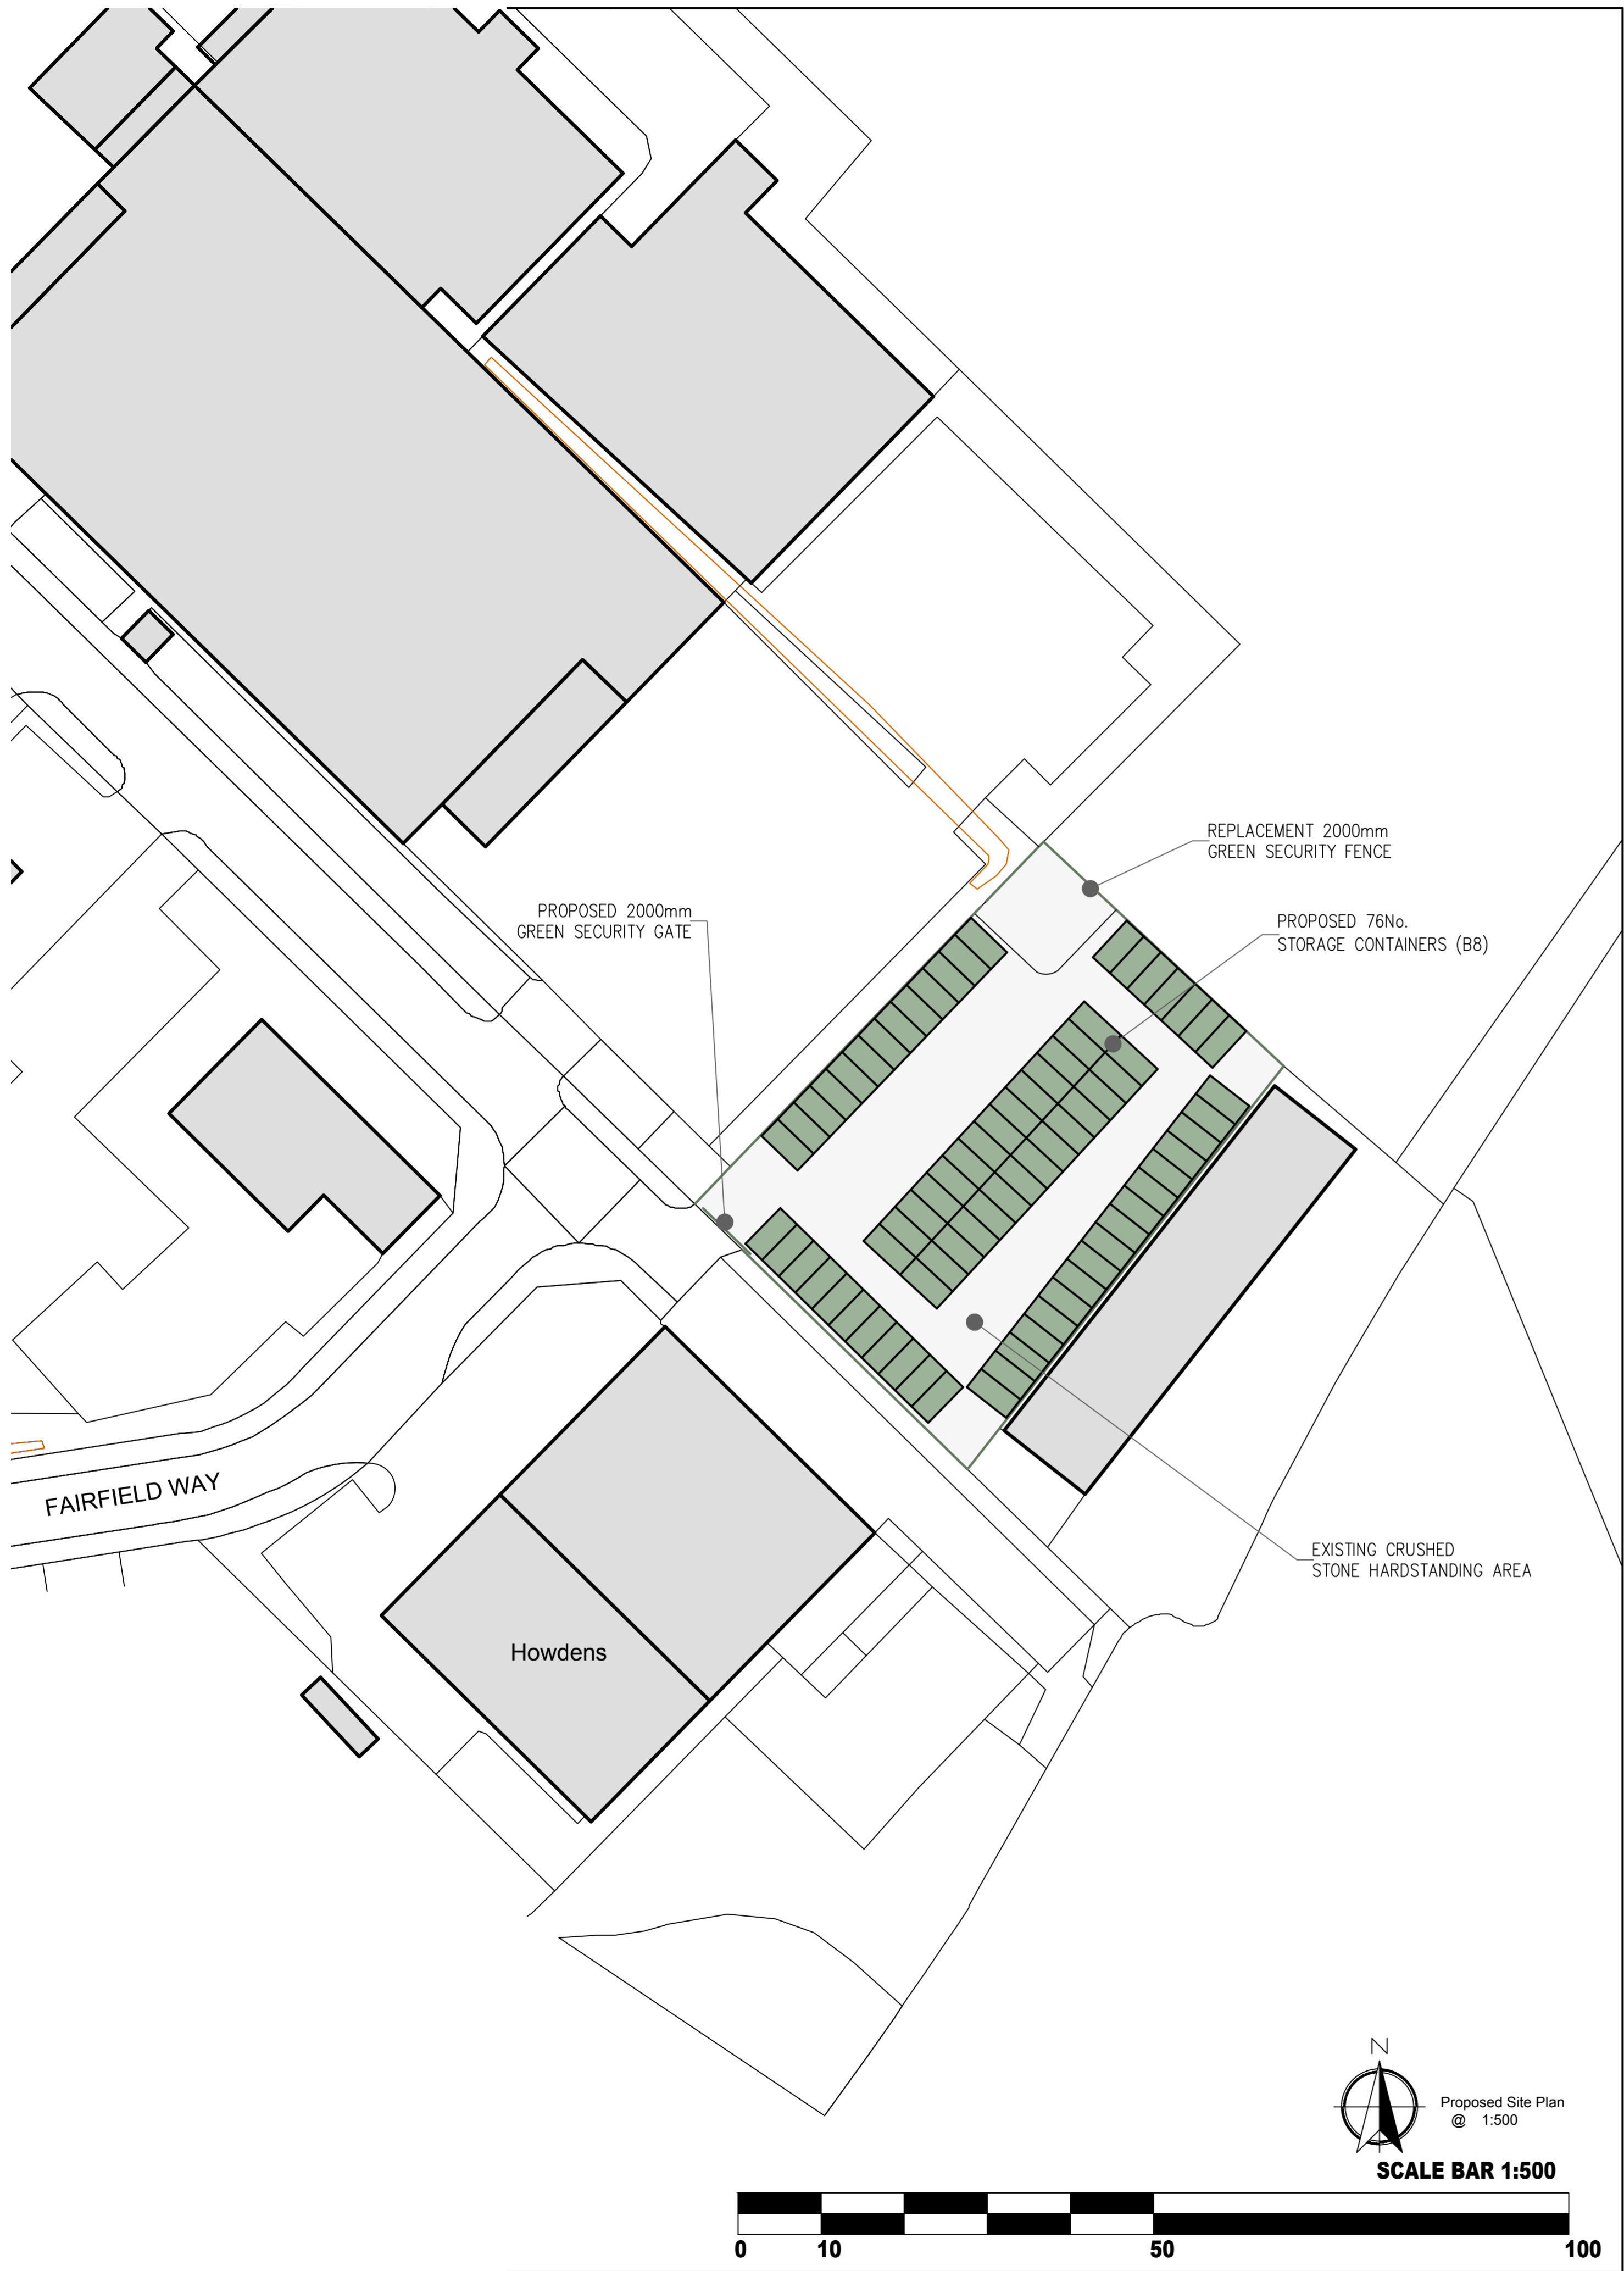 REPLACEMENT 2000mm
GREEN SECURITY FENCE
PROPOSED 2000mm
GREEN SECURITY GATE
PROPOSED 76No.
STORAGE CONTAINERS (B8)
FAIRFIELD WAY
EXISTING CRUSHED
STONE HARDSTANDING AREA
Howdens
N
Proposed Site Plan
@ 1:500
SCALE BAR 1:500
0 10 50 100